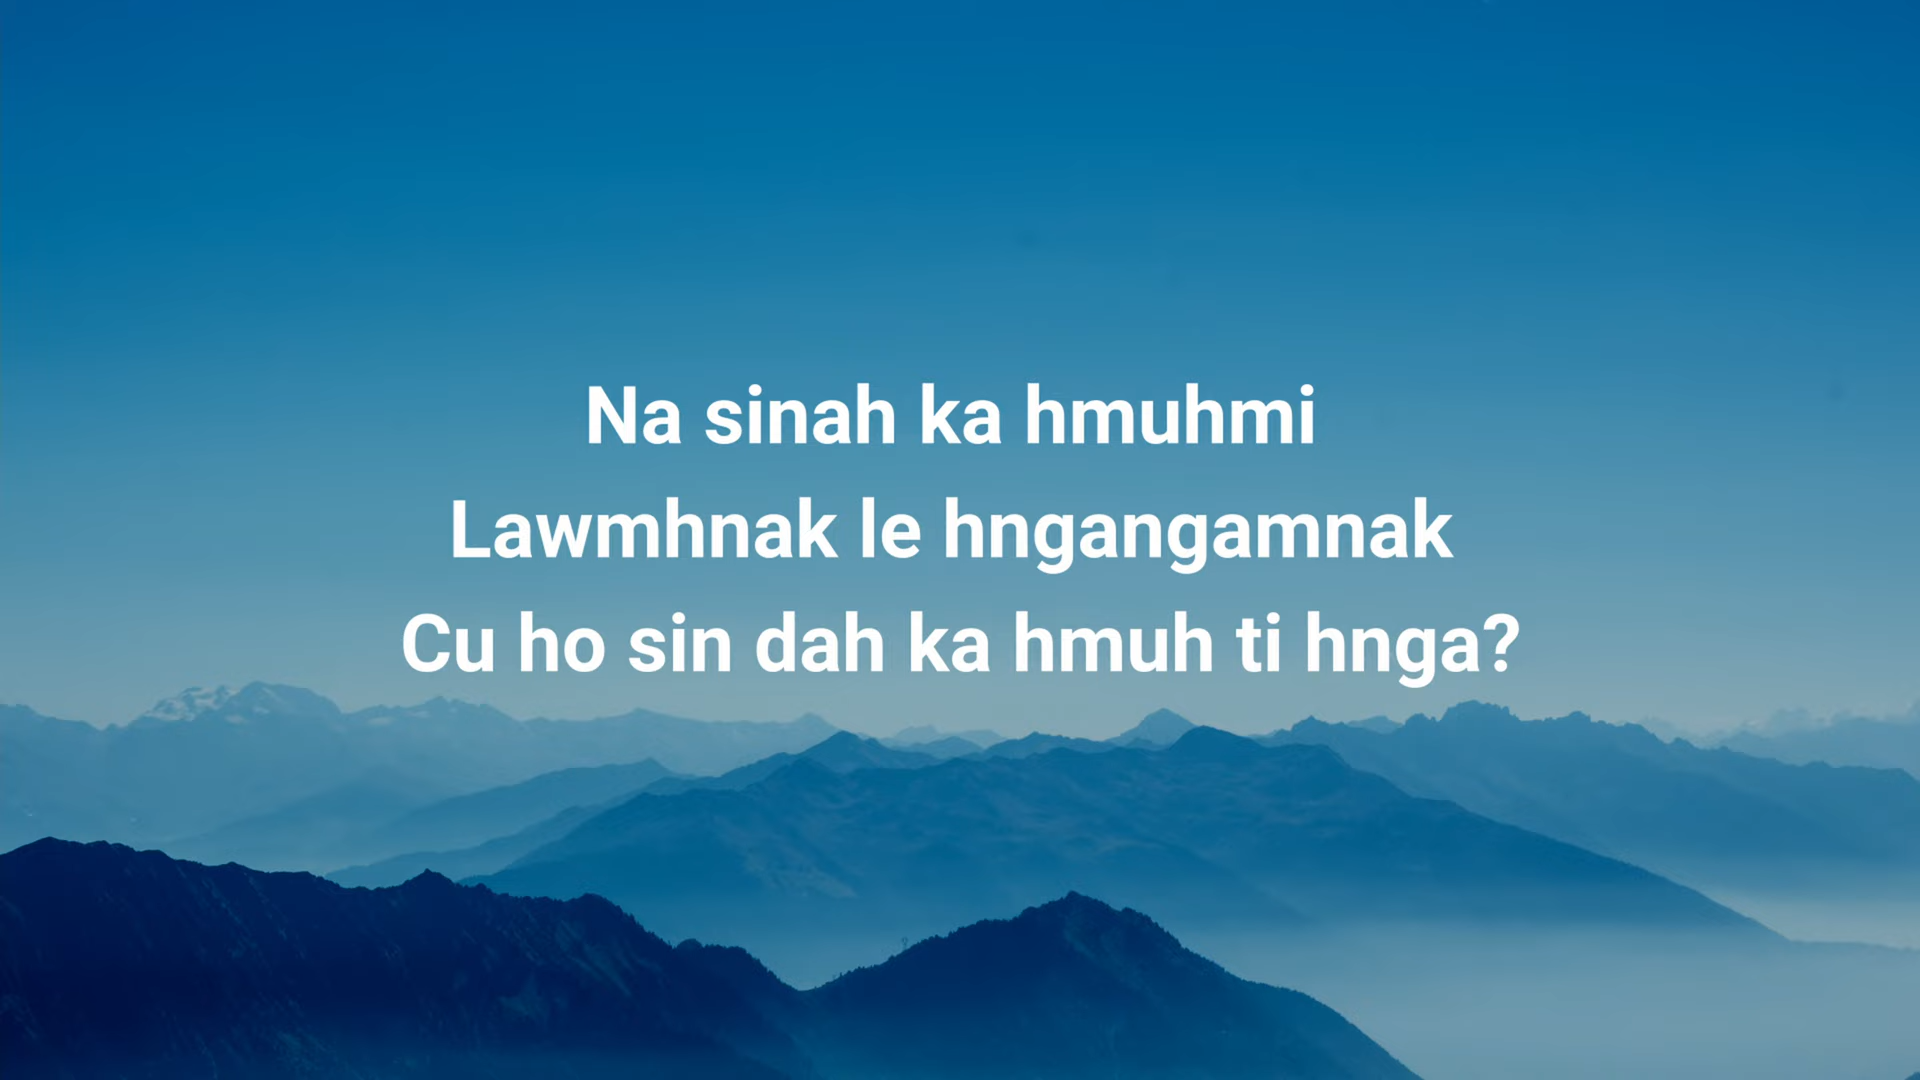 Na sinah ka hmuhmi
Lawmhnak le hngangamnak
Cu ho sin dah ka hmuh ti hnga?